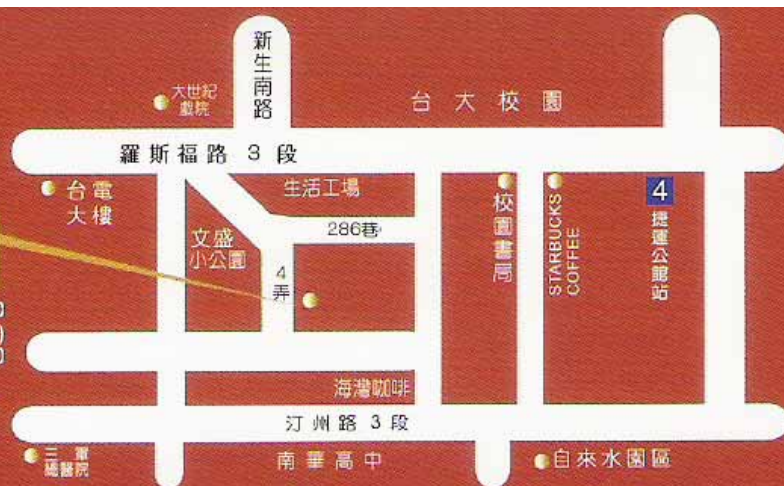 新生南路
大世紀
戲院
台大校園
羅斯福路 3 段
台電
大樓
生活工場
286巷
文盛
小公園
4弄
校園書局
STARBUCKS
COFFEE
4
捷運公館站
海灣咖啡
汀州路 3 段
三軍
總醫院
南華高中
自來水園區